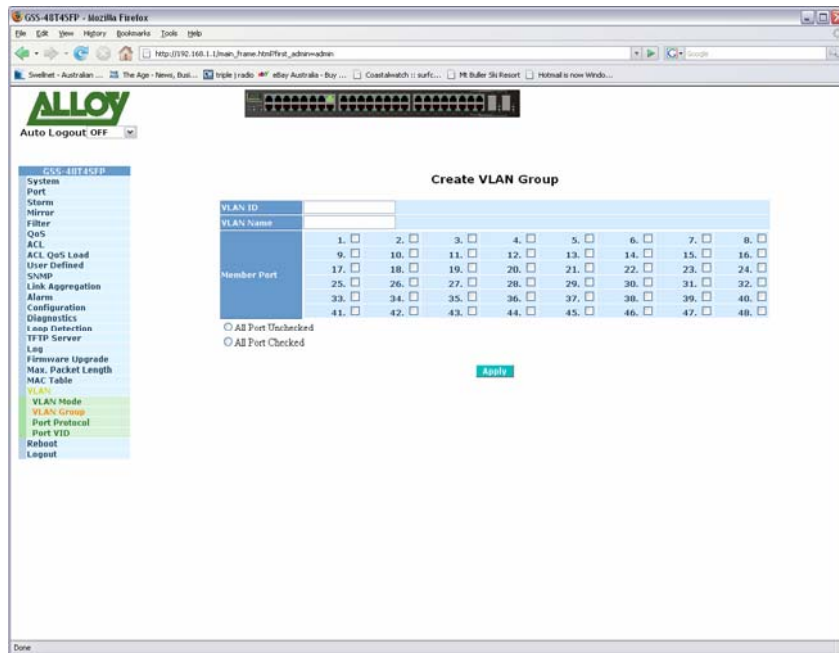 GSS-48T4SFP - Mozilla Firefox
File Edit View History Bookmarks Tools Help
http://192.168.1.1/main_frame.html?first_admin=admin
Google
Swellnet - Australian ... The Age - News, Busi... triple j radio eBay Australia - Buy ... Coastalwatch :: surfc... Mt Buller Ski Resort Hotmail is now Windo...
ALLOY
Auto Logout OFF
GSS-48T4SFP
System
Port
Storm
Mirror
Filter
QoS
ACL
ACL QoS Load
User Defined
SNMP
Link Aggregation
Alarm
Configuration
Diagnostics
Loop Detection
TFTP Server
Log
Firmware Upgrade
Max. Packet Length
MAC Table
VLAN
VLAN Mode
VLAN Group
Port Protocol
Port VID
Reboot
Logout
Create VLAN Group
VLAN ID
VLAN Name
Member Port
1. 2. 3. 4. 5. 6. 7. 8.
9. 10. 11. 12. 13. 14. 15. 16.
17. 18. 19. 20. 21. 22. 23. 24.
25. 26. 27. 28. 29. 30. 31. 32.
33. 34. 35. 36. 37. 38. 39. 40.
41. 42. 43. 44. 45. 46. 47. 48.
All Port Unchecked
All Port Checked
Apply
Done